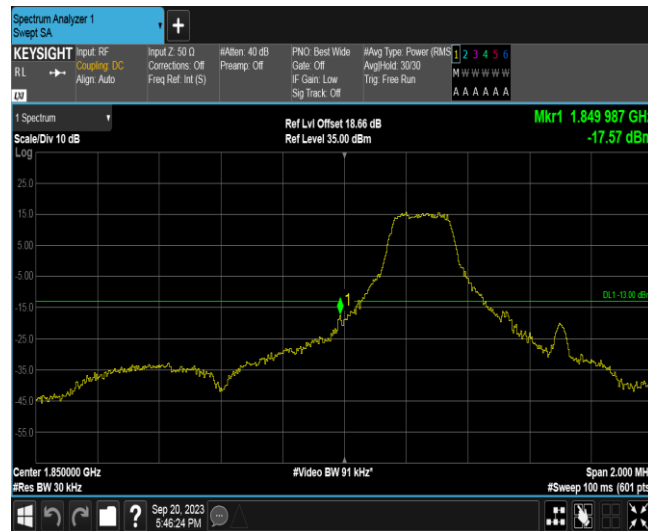 Spectrum Analyzer 1
Swept SA
KEYSIGHT
RL
LXI
Input: RF
Coupling: DC
Align: Auto
Input Z: 50 Ω
Corrections: Off
Freq Ref: Int (S)
#Atten: 40 dB
Preamp: Off
PNO: Best Wide
Gate: Off
IF Gain: Low
Sig Track: Off
#Avg Type: Power (RMS
Avg|Hold: 30/30
Trig: Free Run
1 2 3 4 5 6
M W W W W W
A A A A A A
1 Spectrum
Scale/Div 10 dB
Log
Ref Lvl Offset 18.66 dB
Ref Level 35.00 dBm
Mkr1 1.849 987 GHz
-17.57 dBm
25.0
15.0
5.00
-5.00
-15.0
-25.0
-35.0
-45.0
-55.0
1
DL1 -13.00 dBm
Center 1.850000 GHz
#Res BW 30 kHz
#Video BW 91 kHz*
Span 2.000 MH
#Sweep 100 ms (601 pts
?
Sep 20, 2023
5:46:24 PM